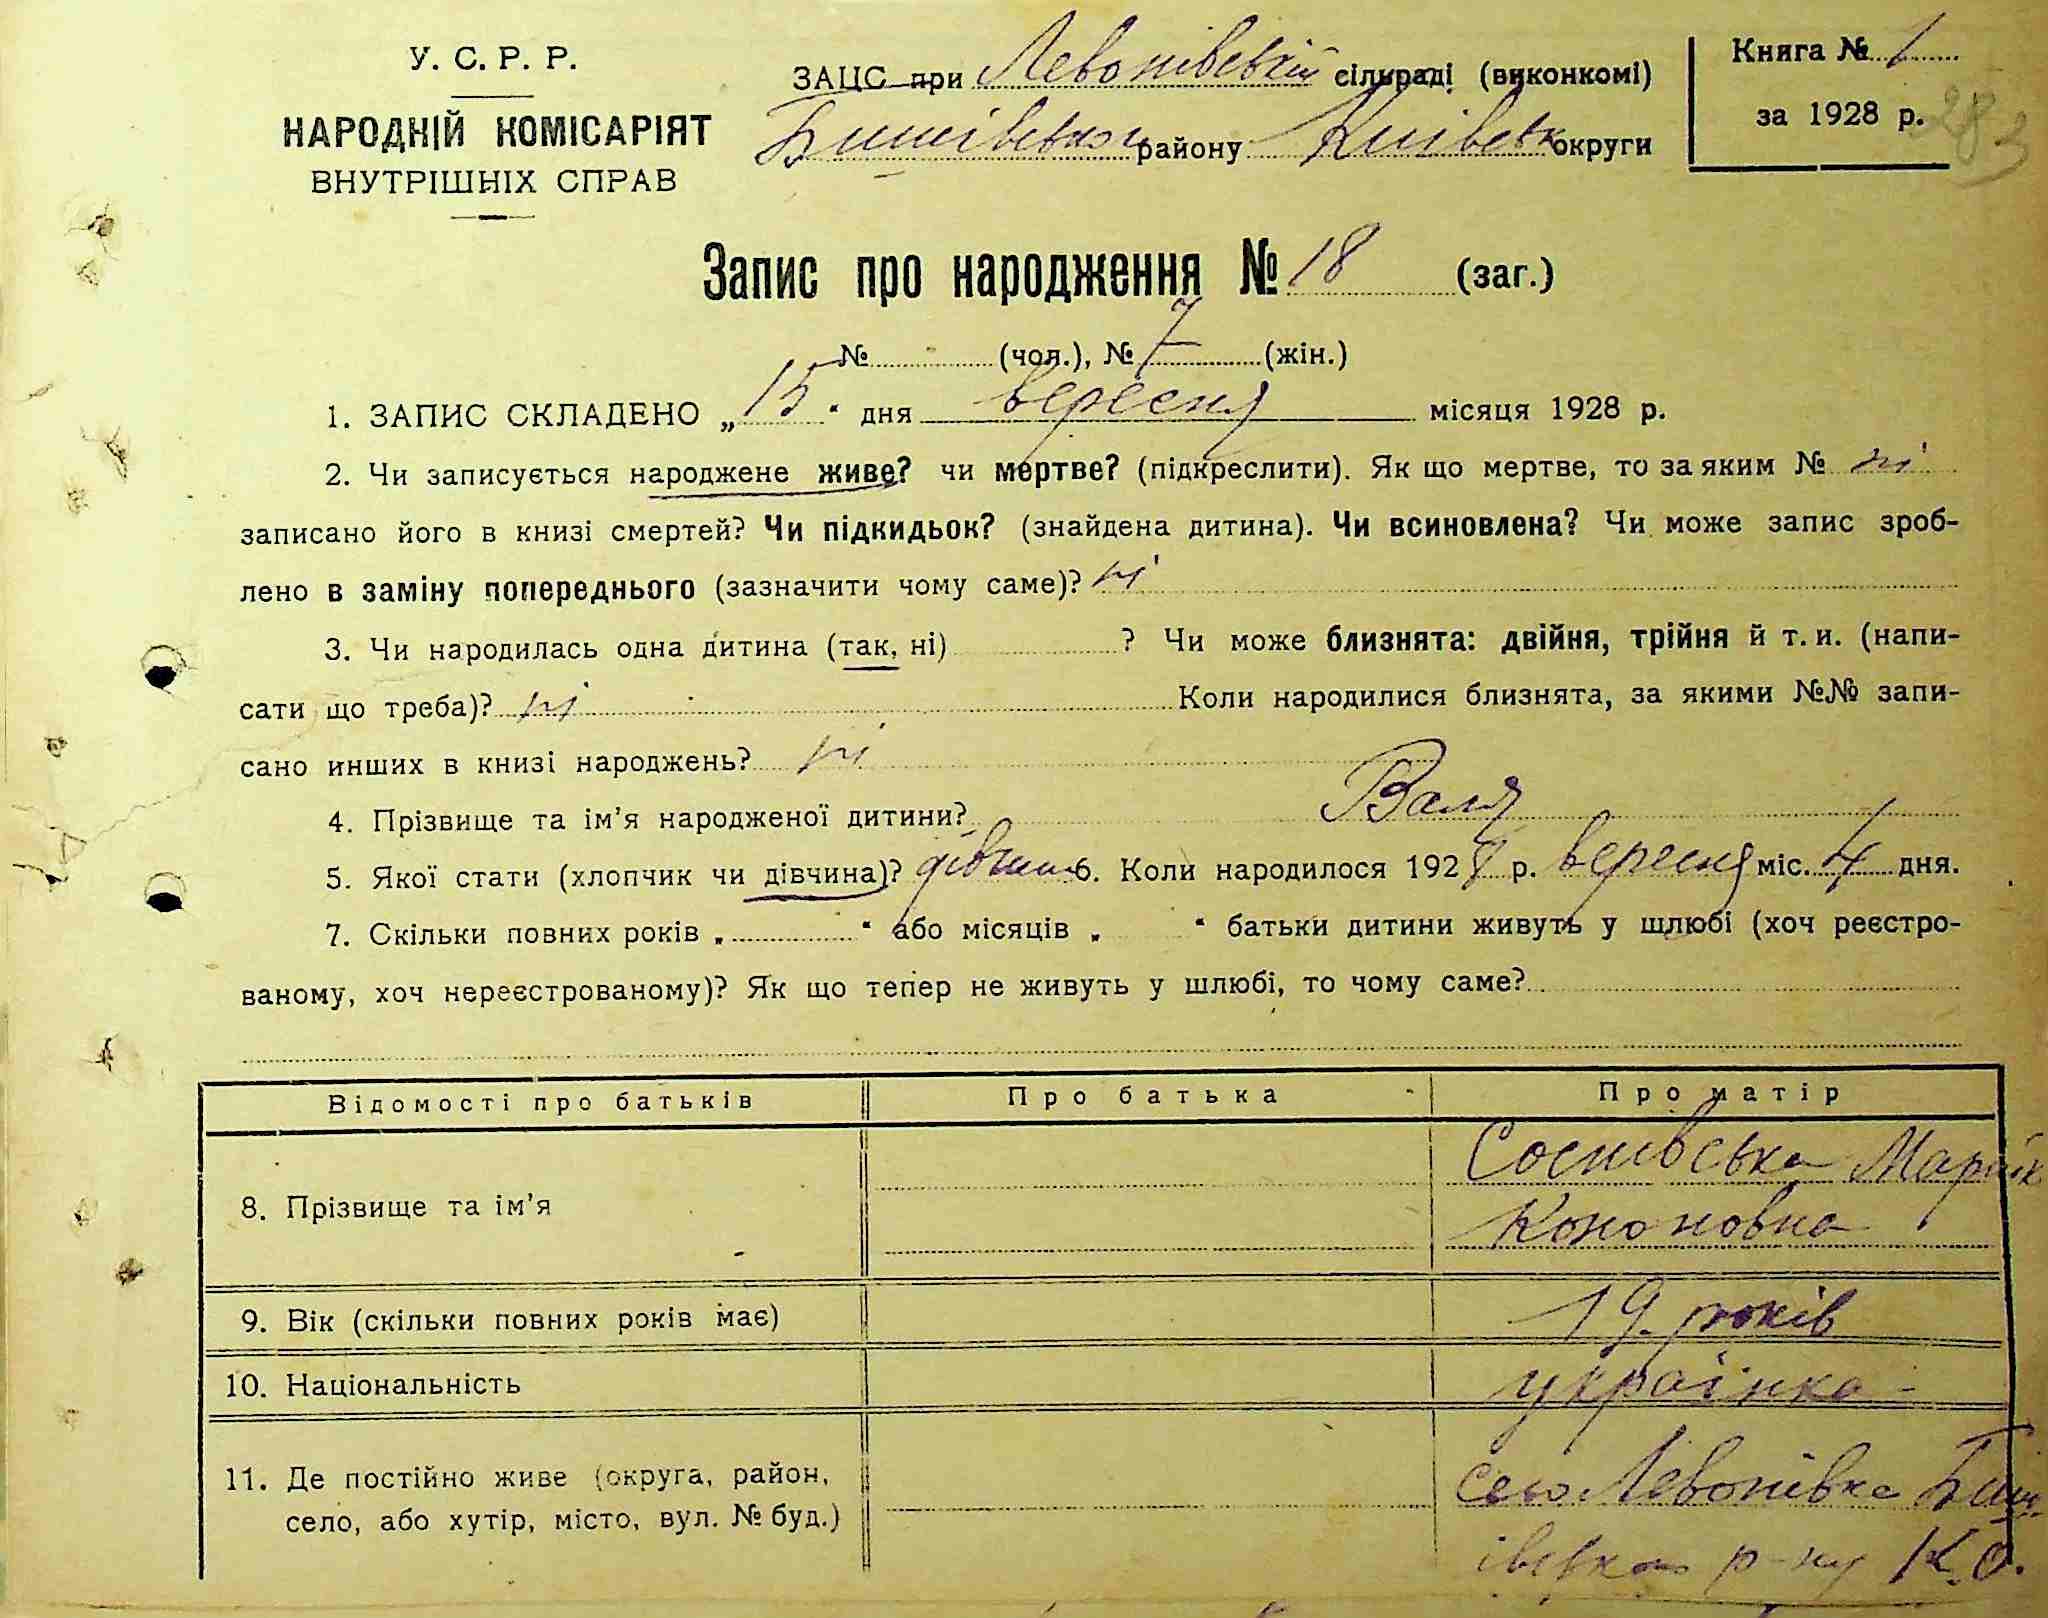 У. С. Р. Р.
НАРОДНІЙ КОМІСАРІЯТ
ВНУТРІШНІХ СПРАВ
ЗАЦС при Левонівській сільраді (виконкомі)
Бишівськ району Київськ округи
Книга № 1
за 1928 р.
283
Запис про народження № 18 (заг.)
№ (чол.), № 7 (жін.)
1. ЗАПИС СКЛАДЕНО „15“ дня вересня місяця 1928 р.
2. Чи записується народжене живе? чи мертве? (підкреслити). Як що мертве, то за яким № ні
записано його в книзі смертей? Чи підкидьок? (знайдена дитина). Чи всиновлена? Чи може запис зроб-
лено в заміну попереднього (зазначити чому саме)? ні
3. Чи народилась одна дитина (так, ні) ? Чи може близнята: двійня, трійня й т. и. (напи-
сати що треба)? ні Коли народилися близнята, за якими №№ запи-
сано инших в книзі народжень? ні
4. Прізвище та ім’я народженої дитини? Валя
5. Якої стати (хлопчик чи дівчина)? дівчина 6. Коли народилося 1928 р. вересня міс. 4 дня.
7. Скільки повних років „ “ або місяців „ “ батьки дитини живуть у шлюбі (хоч реєстро-
ваному, хоч нереєстрованому)? Як що тепер не живуть у шлюбі, то чому саме?
Відомості про батьків Про батька Про матір
8. Прізвище та ім’я Соснівська
Кононовна
9. Вік (скільки повних років має) 19 років
10. Національність українка
11. Де постійно живе (округа, район,
село, або хутір, місто, вул. № буд.)
село Левонівка Биш
івськ р-ну К. О.